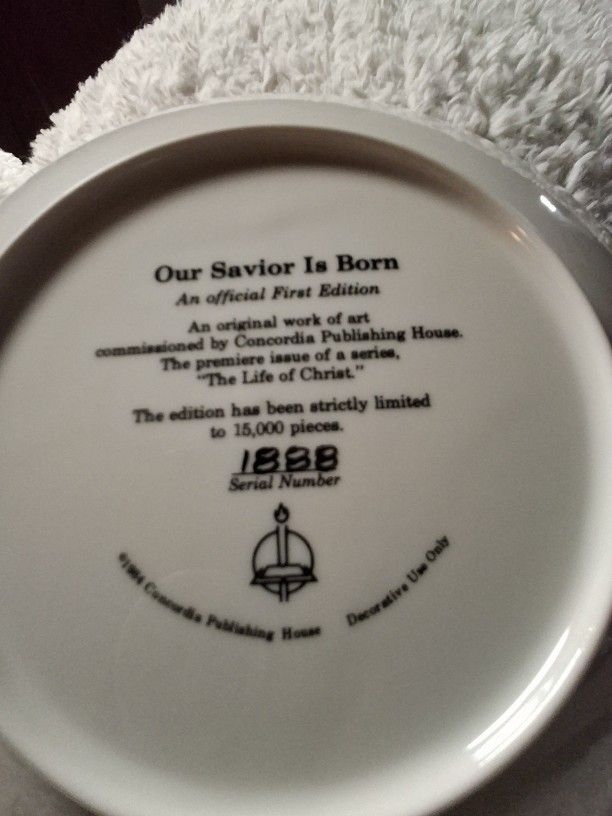 Our Savior Is Born
An official First Edition
An original work of art
commissioned by Concordia Publishing House.
The premiere issue of a series,
"The Life of Christ."
The edition has been strictly limited
to 15,000 pieces.
1888
Serial Number
©1984 Concordia Publishing House Decorative Use Only